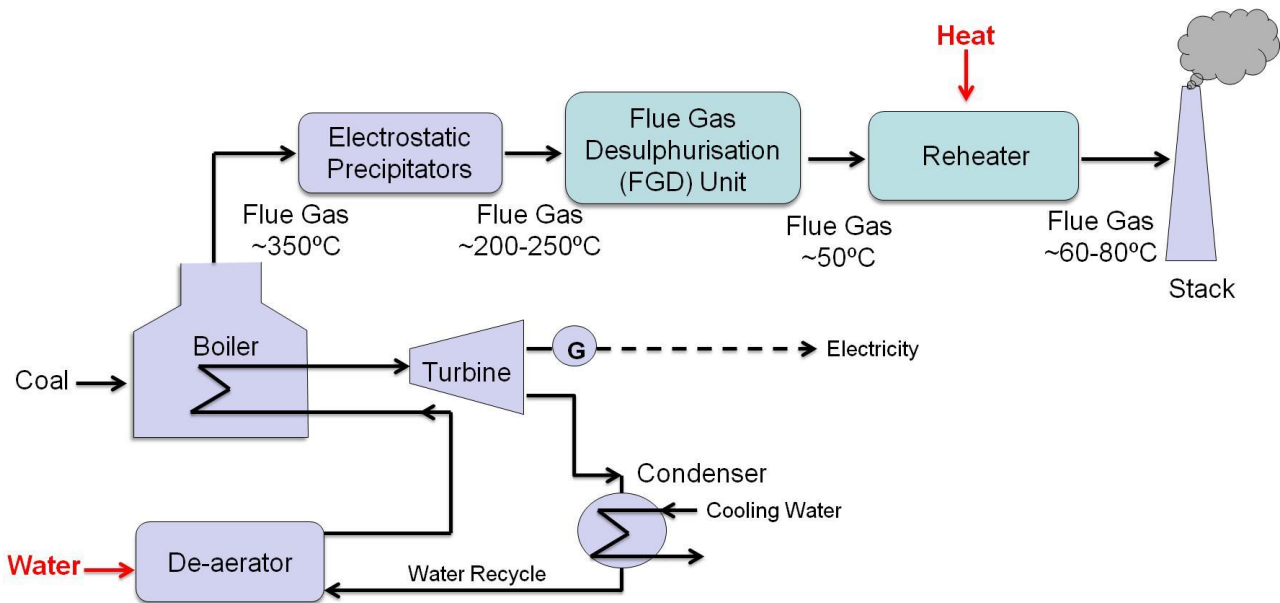 Heat
Electrostatic
Precipitators
Flue Gas
Desulphurisation
(FGD) Unit
Reheater
Flue Gas
~350ºC
Flue Gas
~200-250ºC
Flue Gas
~50ºC
Flue Gas
~60-80ºC
Stack
Boiler
Coal
Turbine
G
Electricity
Condenser
Cooling Water
Water
De-aerator
Water Recycle